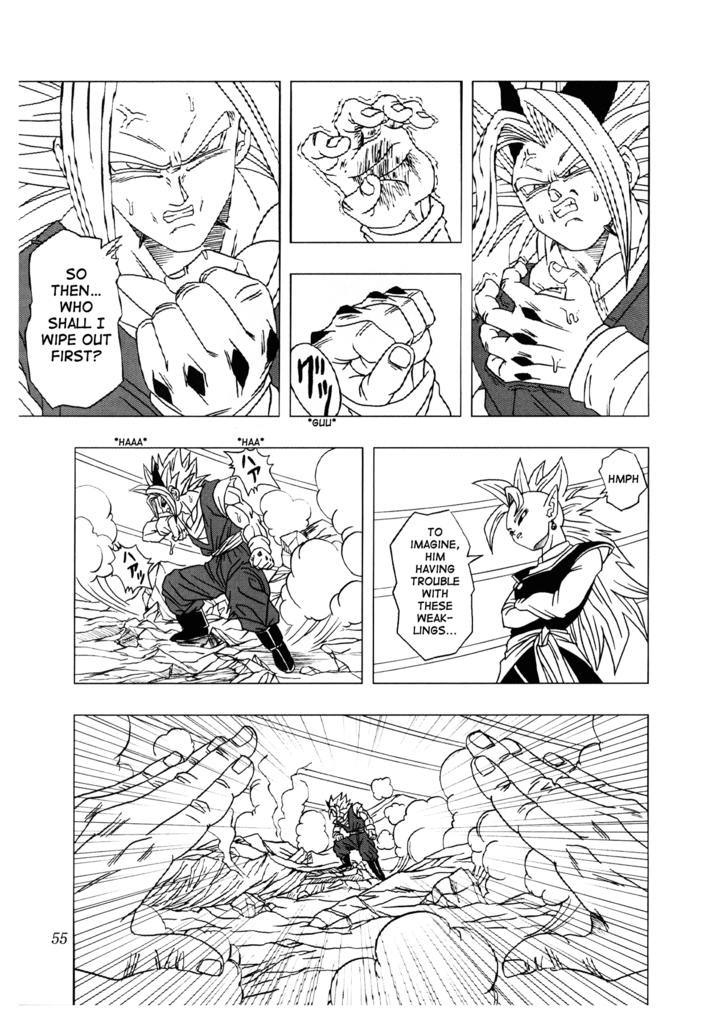 グッ
*GUU*
SO
THEN...
WHO
SHALL I
WIPE OUT
FIRST?
HMPH
TO
IMAGINE,
HIM
HAVING
TROUBLE
WITH
THESE
WEAK-
LINGS...
*HAA*
ハァッ
*HAAA*
ハァッ
55